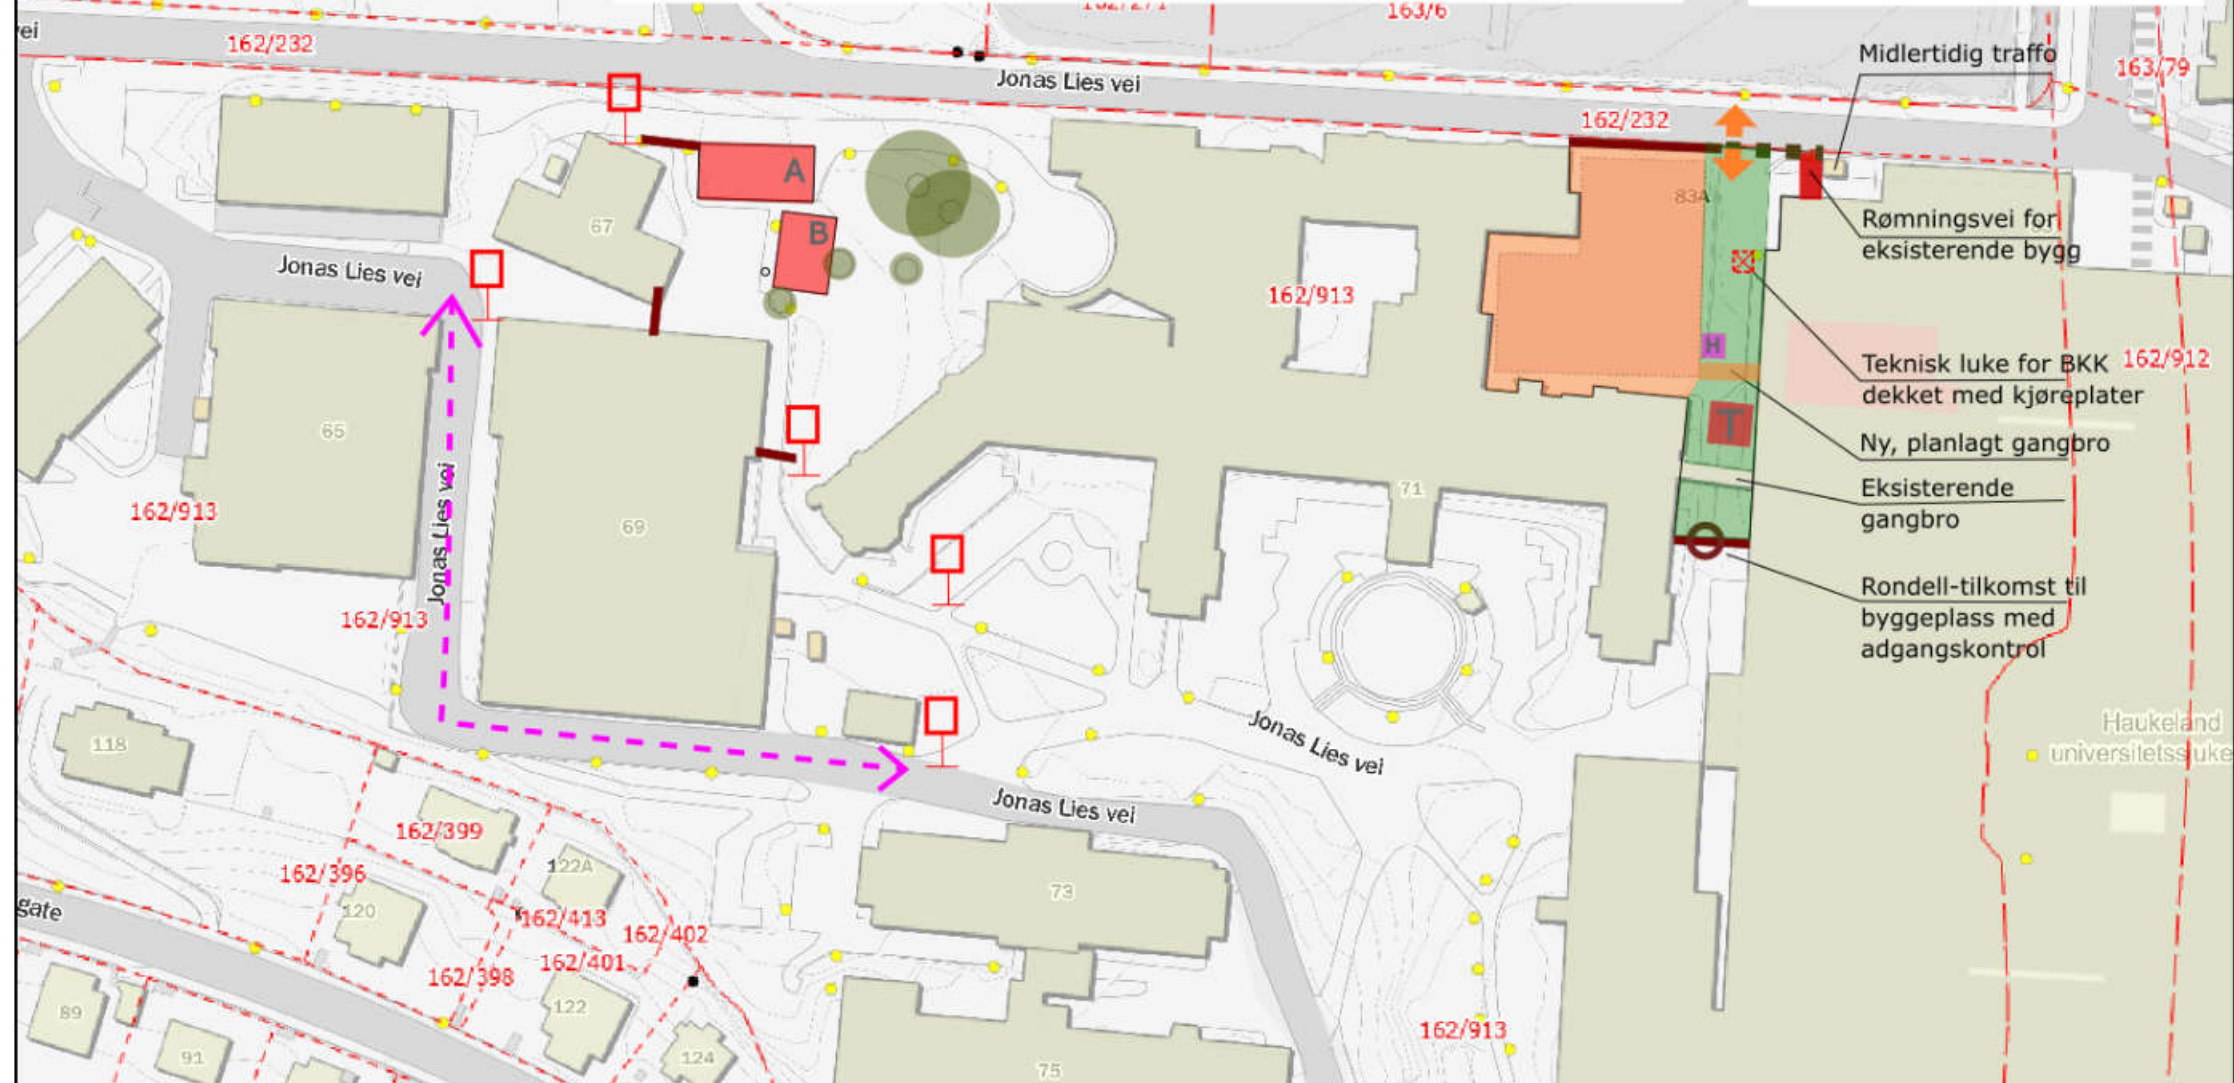 162/271
163/6
vei
162/232
Jonas Lies vei
Midlertidig traffo
163/79
162/232
A
83A
67
B
Rømningsvei for
eksisterende bygg
Jonas Lies vei
162/913
H
Teknisk luke for BKK
dekket med kjøreplater
162/912
65
T
Ny, planlagt gangbro
Jonas Lies vei
71
Eksisterende
gangbro
162/913
69
Rondell-tilkomst til
byggeplass med
adgangskontrol
162/913
Jonas Lies vei
Haukeland
118
Jonas Lies vei
162/399
122A
162/396
73
gate
120
162/413
162/402
162/401
162/398
89
122
162/913
91
124
75